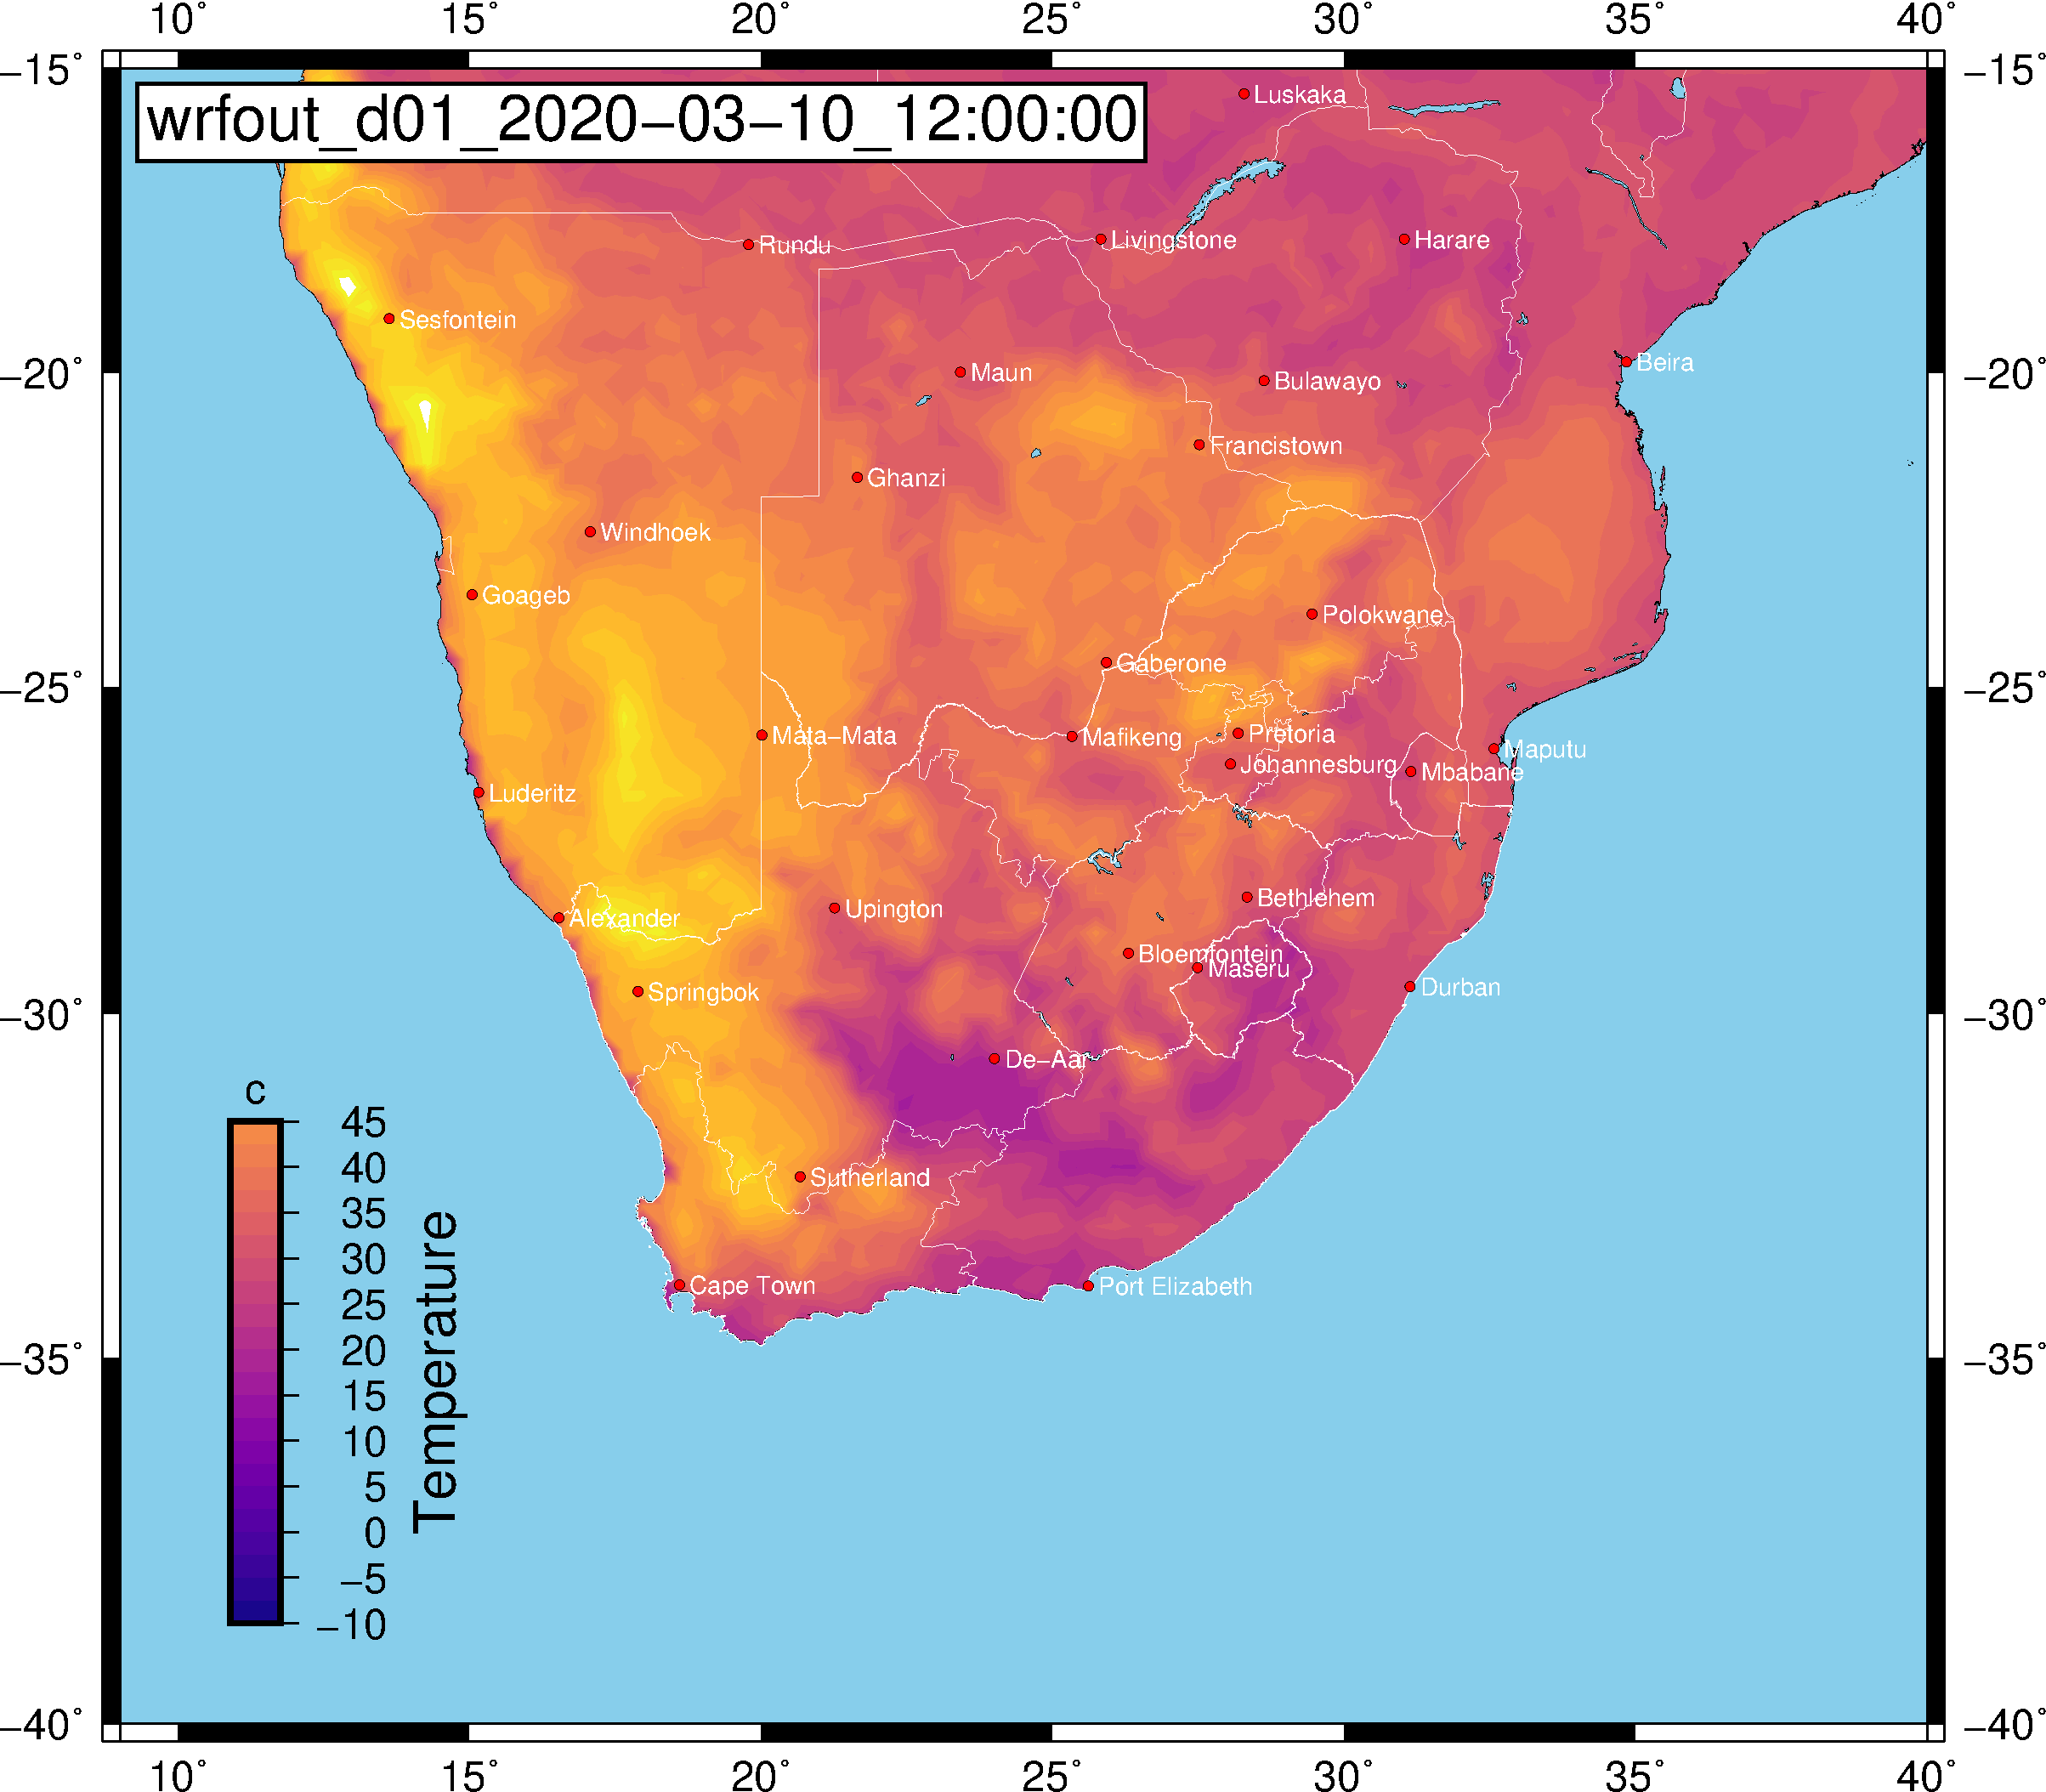 10° 15° 20° 25° 30° 35° 40°
−15° −15°
wrfout_d01_2020−03−10_12:00:00
Luskaka
Rundu
Livingstone
Harare
Sesfontein
−20° −20°
Maun
Bulawayo
Beira
Francistown
Ghanzi
Windhoek
Goageb
Polokwane
Gaberone
−25° −25°
Mata−Mata
Mafikeng
Pretoria
Maputu
Johannesburg
Mbabane
Luderitz
Alexander
Upington
Bethlehem
Bloemfontein
Maseru
Springbok
Durban
−30° −30°
De−Aar
Sutherland
Cape Town
Port Elizabeth
c
45
40
35
30
25
20
15
10
5
0
−5
−10
Temperature
−35° −35°
−40° −40°
10° 15° 20° 25° 30° 35° 40°